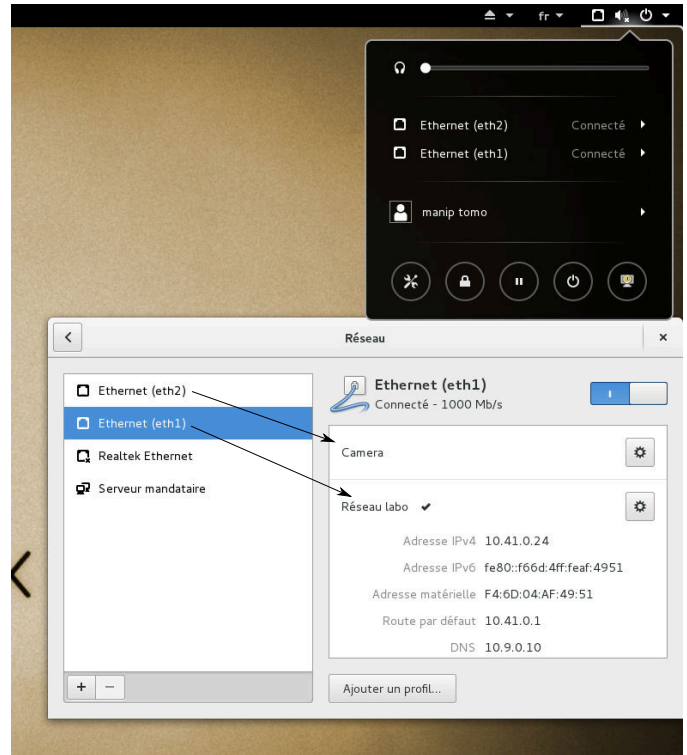 fr
Ethernet (eth2) Connecté
Ethernet (eth1) Connecté
manip tomo
Réseau
Ethernet (eth2)
Ethernet (eth1)
Realtek Ethernet
Serveur mandataire
Ethernet (eth1)
Connecté - 1000 Mb/s
Camera
Réseau labo
Adresse IPv4 10.41.0.24
Adresse IPv6 fe80::f66d:4ff:feaf:4951
Adresse matérielle F4:6D:04:AF:49:51
Route par défaut 10.41.0.1
DNS 10.9.0.10
Ajouter un profil...